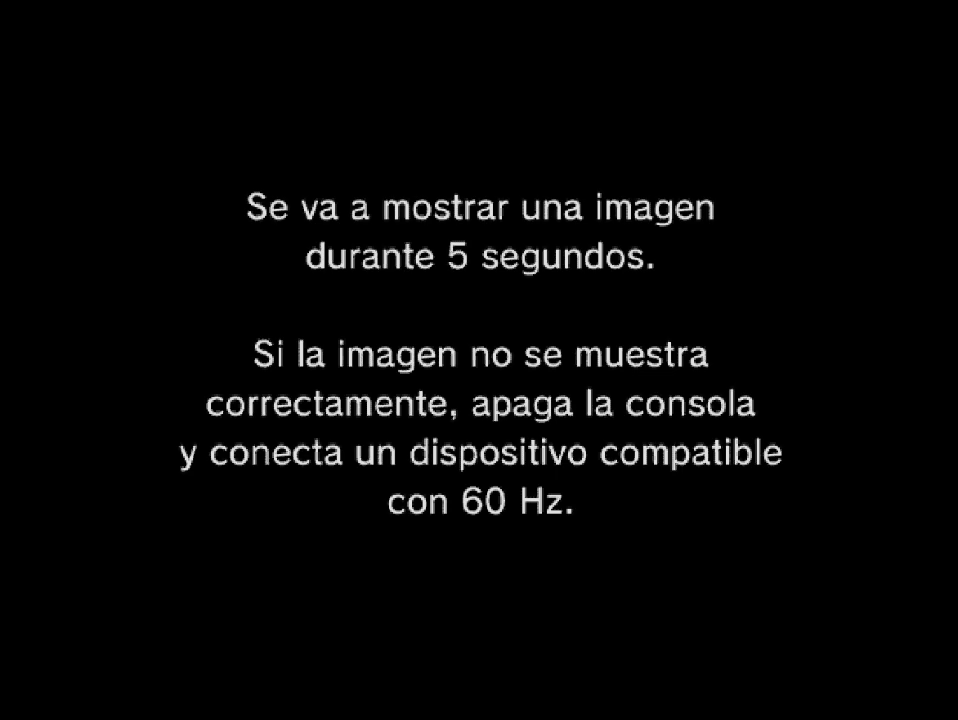 Se va a mostrar una imagen
durante 5 segundos.
Si la imagen no se muestra
correctamente, apaga la consola
y conecta un dispositivo compatible
con 60 Hz.